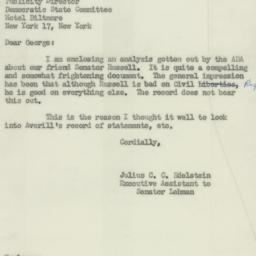 Publicity Director
Democratic State Committee
Hotel Biltmore
New York 17, New York
Dear George:
I am enclosing an analysis gotten out by the ADA
about our friend Senator Russell. It is quite a compelling
and somewhat frightening document. The general impression
has been that although Russell is bad on Civil Liberties,
he is good on everything else. The record does not bear
this out.
This is the reason I thought it well to look
into Averill's record of statements, etc.
Cordially,
Julius C. C. Edelstein
Executive Assistant to
Senator Lehman